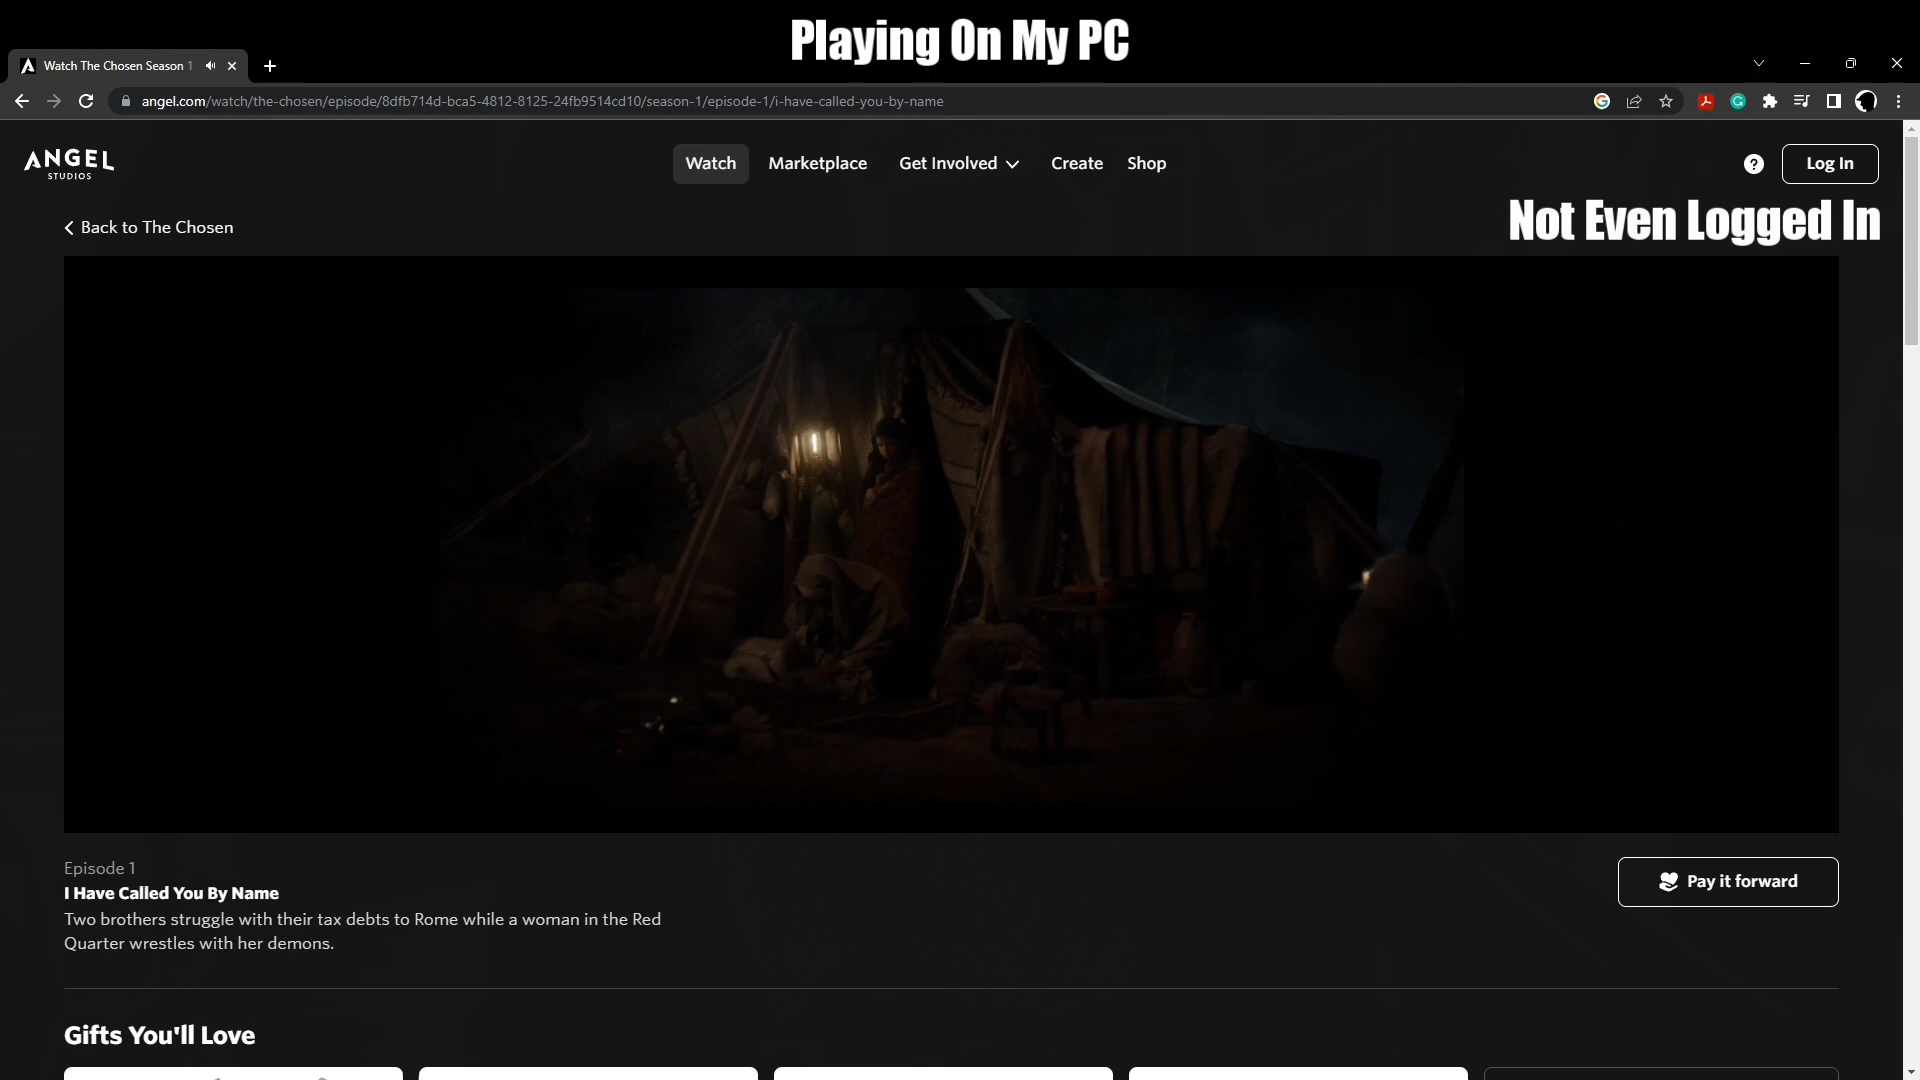 Playing On My PC
Watch The Chosen Season 1
angel.com/watch/the-chosen/episode/8dfb714d-bca5-4812-8125-24fb9514cd10/season-1/episode-1/i-have-called-you-by-name
ANGEL
STUDIOS
Watch
Marketplace
Get Involved
Create
Shop
?
Log In
Back to The Chosen
Not Even Logged In
Episode 1
I Have Called You By Name
Two brothers struggle with their tax debts to Rome while a woman in the Red
Quarter wrestles with her demons.
Pay it forward
Gifts You'll Love